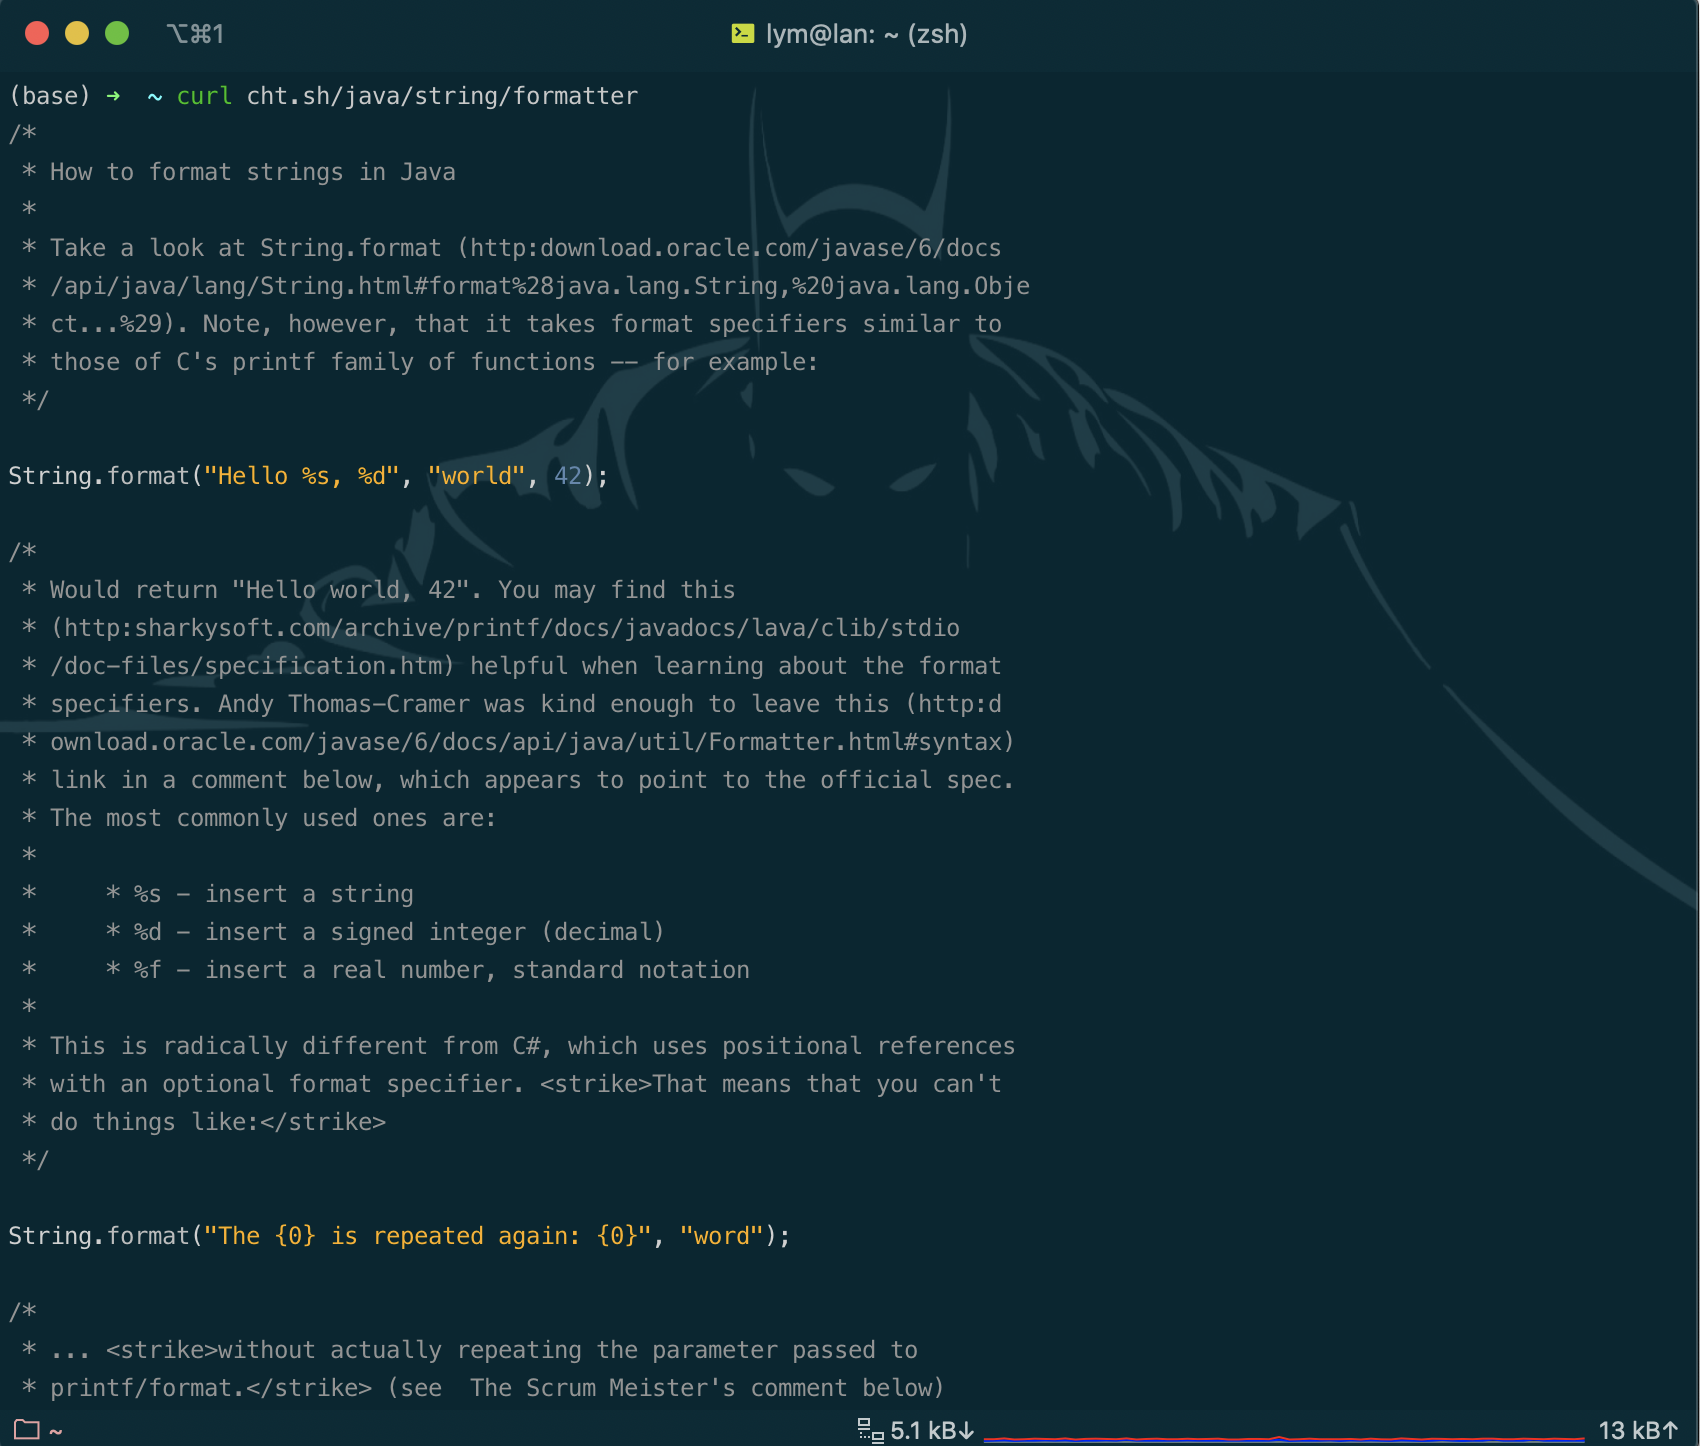 ⌥⌘1
lym@lan: ~ (zsh)
(base) ➜  ~ curl cht.sh/java/string/formatter
/*
 * How to format strings in Java
 *
 * Take a look at String.format (http:download.oracle.com/javase/6/docs
 * /api/java/lang/String.html#format%28java.lang.String,%20java.lang.Obje
 * ct...%29). Note, however, that it takes format specifiers similar to
 * those of C's printf family of functions -- for example:
 */
String.format("Hello %s, %d", "world", 42);
/*
 * Would return "Hello world, 42". You may find this
 * (http:sharkysoft.com/archive/printf/docs/javadocs/lava/clib/stdio
 * /doc-files/specification.htm) helpful when learning about the format
 * specifiers. Andy Thomas-Cramer was kind enough to leave this (http:d
 * ownload.oracle.com/javase/6/docs/api/java/util/Formatter.html#syntax)
 * link in a comment below, which appears to point to the official spec.
 * The most commonly used ones are:
 *
 *     * %s - insert a string
 *     * %d - insert a signed integer (decimal)
 *     * %f - insert a real number, standard notation
 *
 * This is radically different from C#, which uses positional references
 * with an optional format specifier. <strike>That means that you can't
 * do things like:</strike>
 */
String.format("The {0} is repeated again: {0}", "word");
/*
 * ... <strike>without actually repeating the parameter passed to
 * printf/format.</strike> (see  The Scrum Meister's comment below)
~
5.1 kB↓
13 kB↑